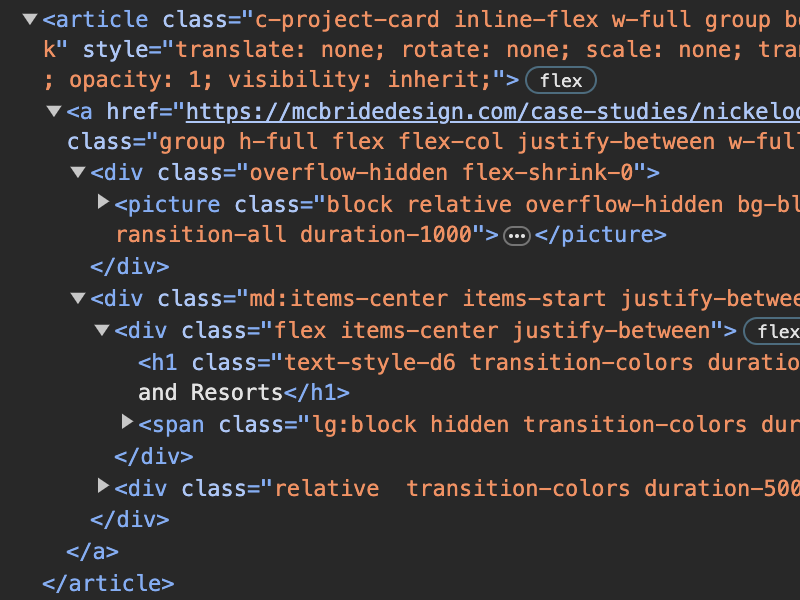 <article class="c-project-card inline-flex w-full group b
k" style="translate: none; rotate: none; scale: none; tra
; opacity: 1; visibility: inherit;"> flex
<a href="https://mcbridedesign.com/case-studies/nickeloc
class="group h-full flex flex-col justify-between w-full
<div class="overflow-hidden flex-shrink-0">
<picture class="block relative overflow-hidden bg-bl
ransition-all duration-1000"> ••• </picture>
</div>
<div class="md:items-center items-start justify-betwee
<div class="flex items-center justify-between"> flex
<h1 class="text-style-d6 transition-colors duratio
and Resorts</h1>
<span class="lg:block hidden transition-colors dur
</div>
<div class="relative  transition-colors duration-500
</div>
</a>
</article>